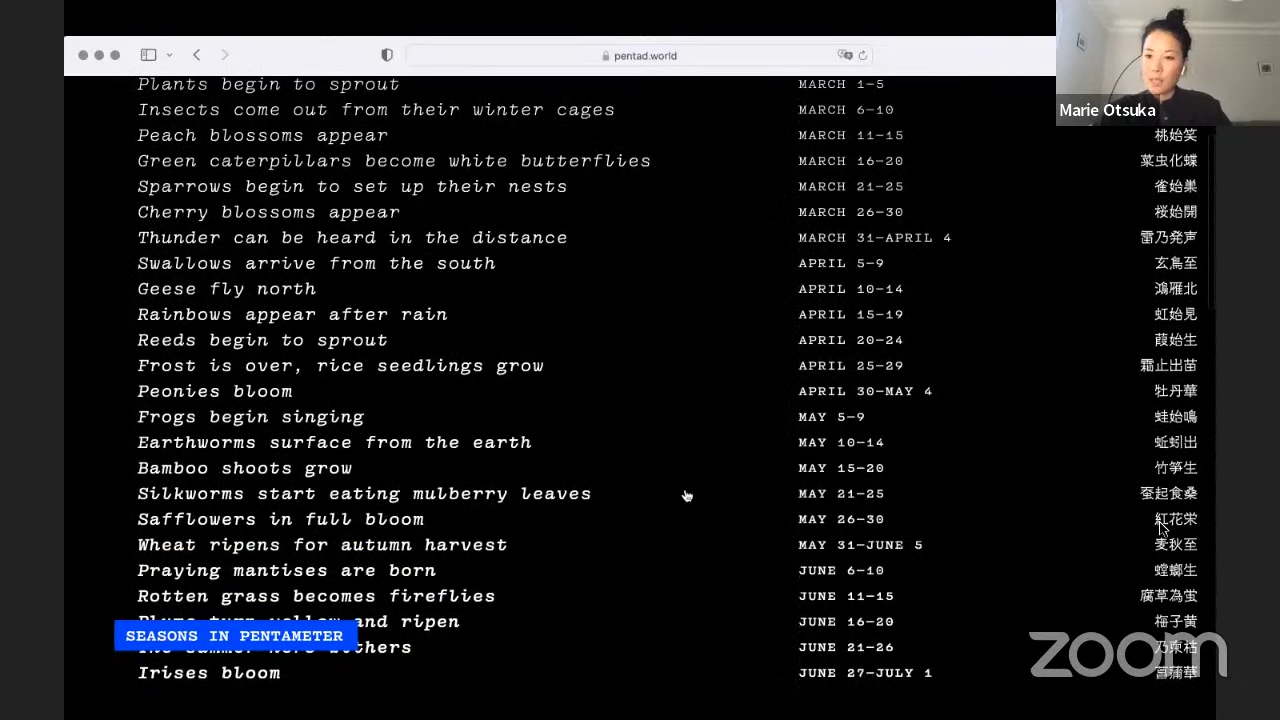 pentad.world
Marie Otsuka
Plants begin to sprout MARCH 1–5
Insects come out from their winter cages MARCH 6–10
Peach blossoms appear MARCH 11–15 桃始笑
Green caterpillars become white butterflies MARCH 16–20 菜虫化蝶
Sparrows begin to set up their nests MARCH 21–25 雀始巣
Cherry blossoms appear MARCH 26–30 桜始開
Thunder can be heard in the distance MARCH 31–APRIL 4 雷乃発声
Swallows arrive from the south APRIL 5–9 玄鳥至
Geese fly north APRIL 10–14 鴻雁北
Rainbows appear after rain APRIL 15–19 虹始見
Reeds begin to sprout APRIL 20–24 葭始生
Frost is over, rice seedlings grow APRIL 25–29 霜止出苗
Peonies bloom APRIL 30–MAY 4 牡丹華
Frogs begin singing MAY 5–9 蛙始鳴
Earthworms surface from the earth MAY 10–14 蚯蚓出
Bamboo shoots grow MAY 15–20 竹笋生
Silkworms start eating mulberry leaves MAY 21–25 蚕起食桑
Safflowers in full bloom MAY 26–30 紅花栄
Wheat ripens for autumn harvest MAY 31–JUNE 5 麦秋至
Praying mantises are born JUNE 6–10 螳螂生
Rotten grass becomes fireflies JUNE 11–15 腐草為蛍
and ripen JUNE 16–20 梅子黄
SEASONS IN PENTAMETER
JUNE 21–26 乃東枯
Irises bloom JUNE 27–JULY 1 菖蒲華
zoom